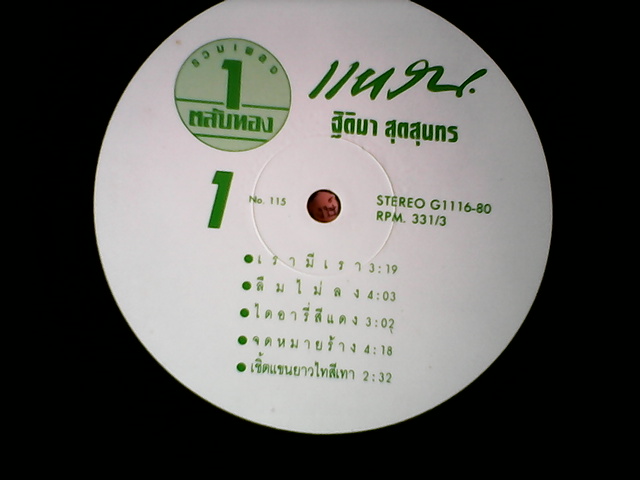 รวมเพลง
1
ตลับทอง
แหวน.
ฐิติมา สุตสุนทร
1
No. 115
STEREO G1116-80
RPM. 331/3
เรามีเรา 3:19
ลืมไม่ลง 4:03
ไดอารี่สีแดง 3:02
จดหมายร้าง 4:18
เชิ้ตแขนยาวไทสีเทา 2:32